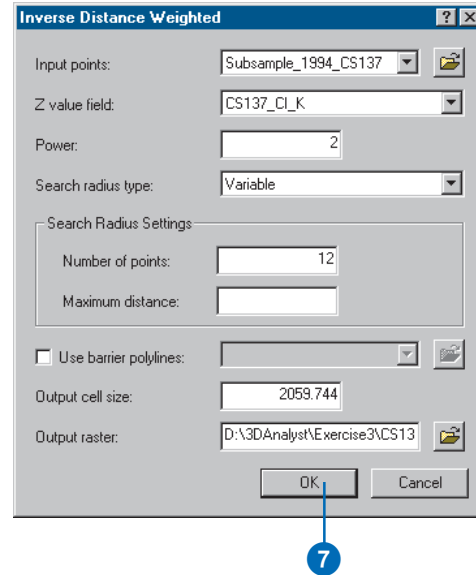 Inverse Distance Weighted
Input points: Subsample_1994_CS137
Z value field: CS137_CI_K
Power: 2
Search radius type: Variable
Search Radius Settings
Number of points: 12
Maximum distance:
Use barrier polylines:
Output cell size: 2059.744
Output raster: D:\3DAnalyst\Exercise3\CS13
OK Cancel
7